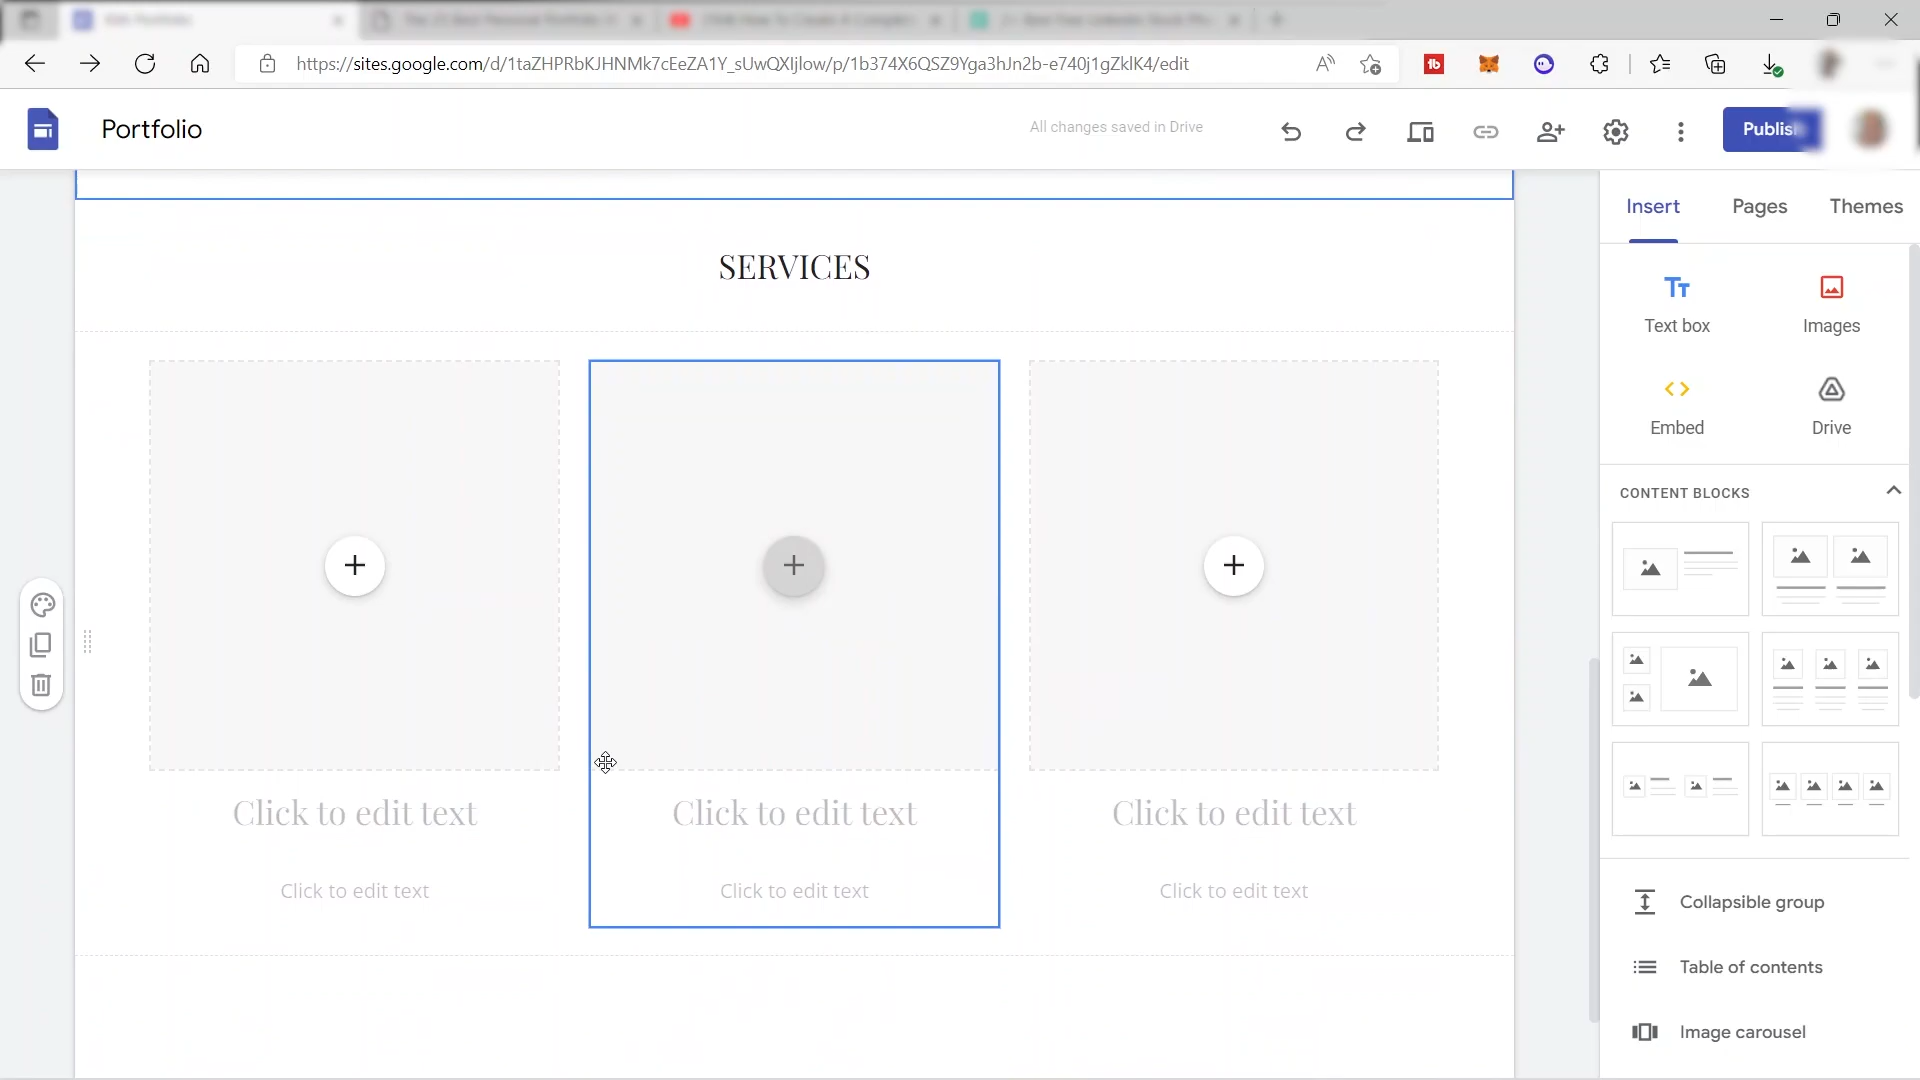 https://sites.google.com/d/1taZHPRbKJHNMk7cEeZA1Y_sUwQXIjlow/p/1b374X6QSZ9Yga3hJn2b-e740j1gZklK4/edit
Portfolio
All changes saved in Drive
Publish
Insert
Pages
Themes
SERVICES
Text box
Images
Embed
Drive
CONTENT BLOCKS
Click to edit text
Click to edit text
Click to edit text
Click to edit text
Click to edit text
Click to edit text
Collapsible group
Table of contents
Image carousel